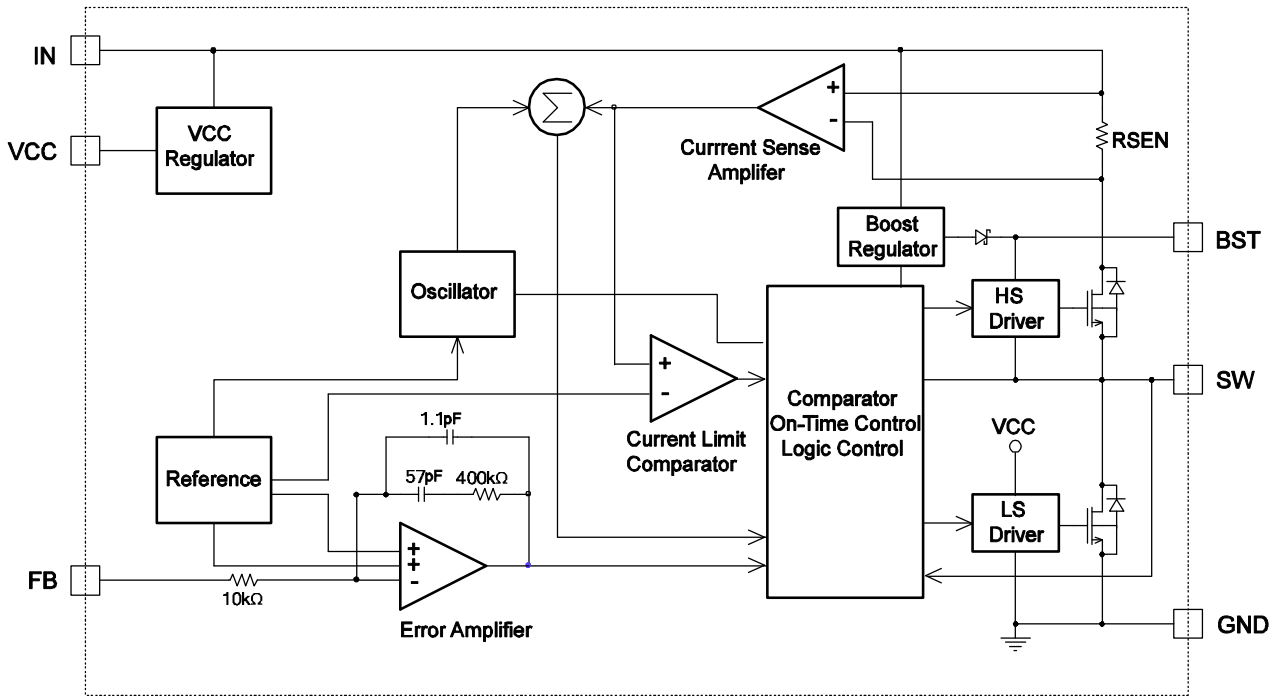 IN
VCC
VCC
Regulator
Σ
+
-
Currrent Sense
Amplifer
RSEN
Boost
Regulator
BST
Oscillator
HS
Driver
+
-
Current Limit
Comparator
Comparator
On-Time Control
Logic Control
SW
VCC
1.1pF
57pF
400kΩ
Reference
LS
Driver
+
+
-
FB
10kΩ
Error Amplifier
GND